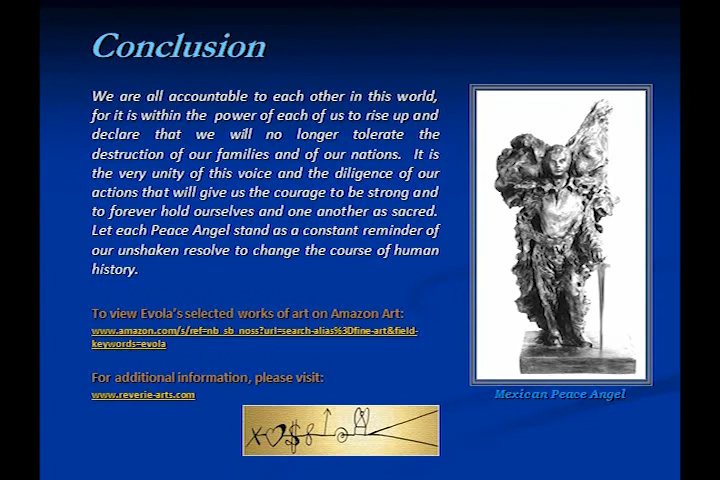 Conclusion
We are all accountable to each other in this world,
for it is within the power of each of us to rise up and
declare that we will no longer tolerate the
destruction of our families and of our nations. It is
the very unity of this voice and the diligence of our
actions that will give us the courage to be strong and
to forever hold ourselves and one another as sacred.
Let each Peace Angel stand as a constant reminder of
our unshaken resolve to change the course of human
history.
To view Evola's selected works of art on Amazon Art:
www.amazon.com/s/ref=nb_sb_noss?url=search-alias%3Dfine-art&field-
keywords=evola
For additional information, please visit:
www.reverie-arts.com
Mexican Peace Angel